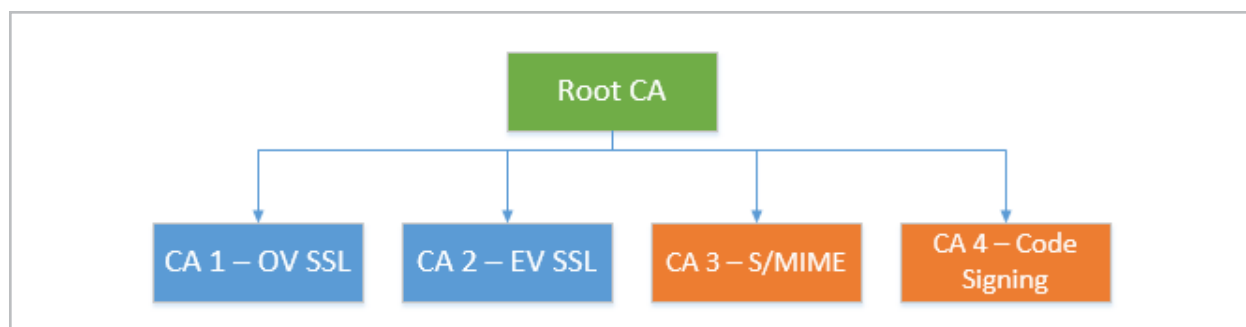 Root CA
CA 1 – OV SSL
CA 2 – EV SSL
CA 3 – S/MIME
CA 4 – Code
Signing